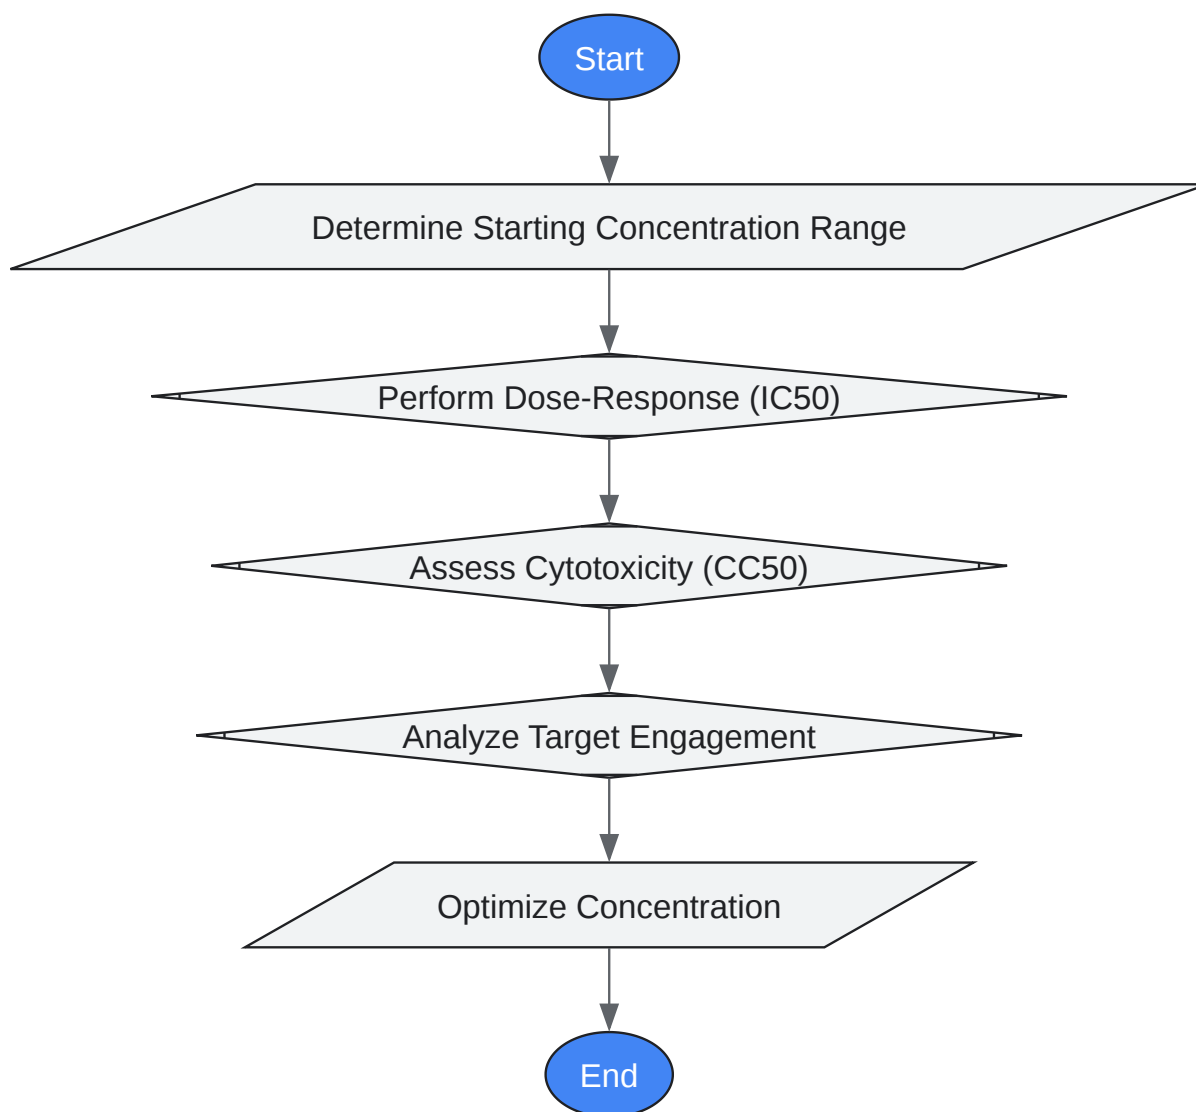 Start
Determine Starting Concentration Range
Perform Dose-Response (IC50)
Assess Cytotoxicity (CC50)
Analyze Target Engagement
Optimize Concentration
End